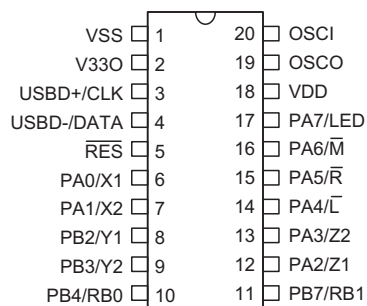 VSS 1 20 OSCI
V33O 2 19 OSCO
USBD+/CLK 3 18 VDD
USBD-/DATA 4 17 PA7/LED
R̅E̅S̅ 5 16 PA6/M̅
PA0/X1 6 15 PA5/R̅
PA1/X2 7 14 PA4/L̅
PB2/Y1 8 13 PA3/Z2
PB3/Y2 9 12 PA2/Z1
PB4/RB0 10 11 PB7/RB1